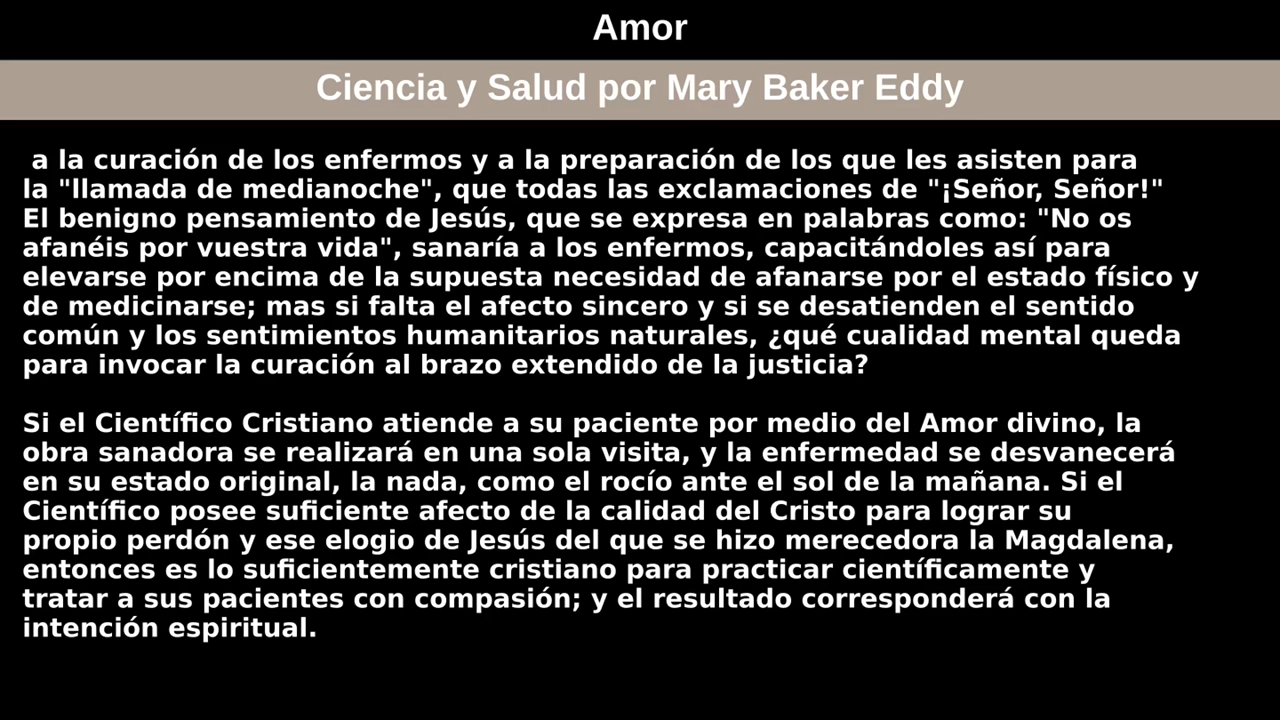 Amor
Ciencia y Salud por Mary Baker Eddy
a la curación de los enfermos y a la preparación de los que les asisten para
la "llamada de medianoche", que todas las exclamaciones de "¡Señor, Señor!"
El benigno pensamiento de Jesús, que se expresa en palabras como: "No os
afanéis por vuestra vida", sanaría a los enfermos, capacitándoles así para
elevarse por encima de la supuesta necesidad de afanarse por el estado físico y
de medicinarse; mas si falta el afecto sincero y si se desatienden el sentido
común y los sentimientos humanitarios naturales, ¿qué cualidad mental queda
para invocar la curación al brazo extendido de la justicia?
Si el Científico Cristiano atiende a su paciente por medio del Amor divino, la
obra sanadora se realizará en una sola visita, y la enfermedad se desvanecerá
en su estado original, la nada, como el rocío ante el sol de la mañana. Si el
Científico posee suficiente afecto de la calidad del Cristo para lograr su
propio perdón y ese elogio de Jesús del que se hizo merecedora la Magdalena,
entonces es lo suficientemente cristiano para practicar científicamente y
tratar a sus pacientes con compasión; y el resultado corresponderá con la
intención espiritual.